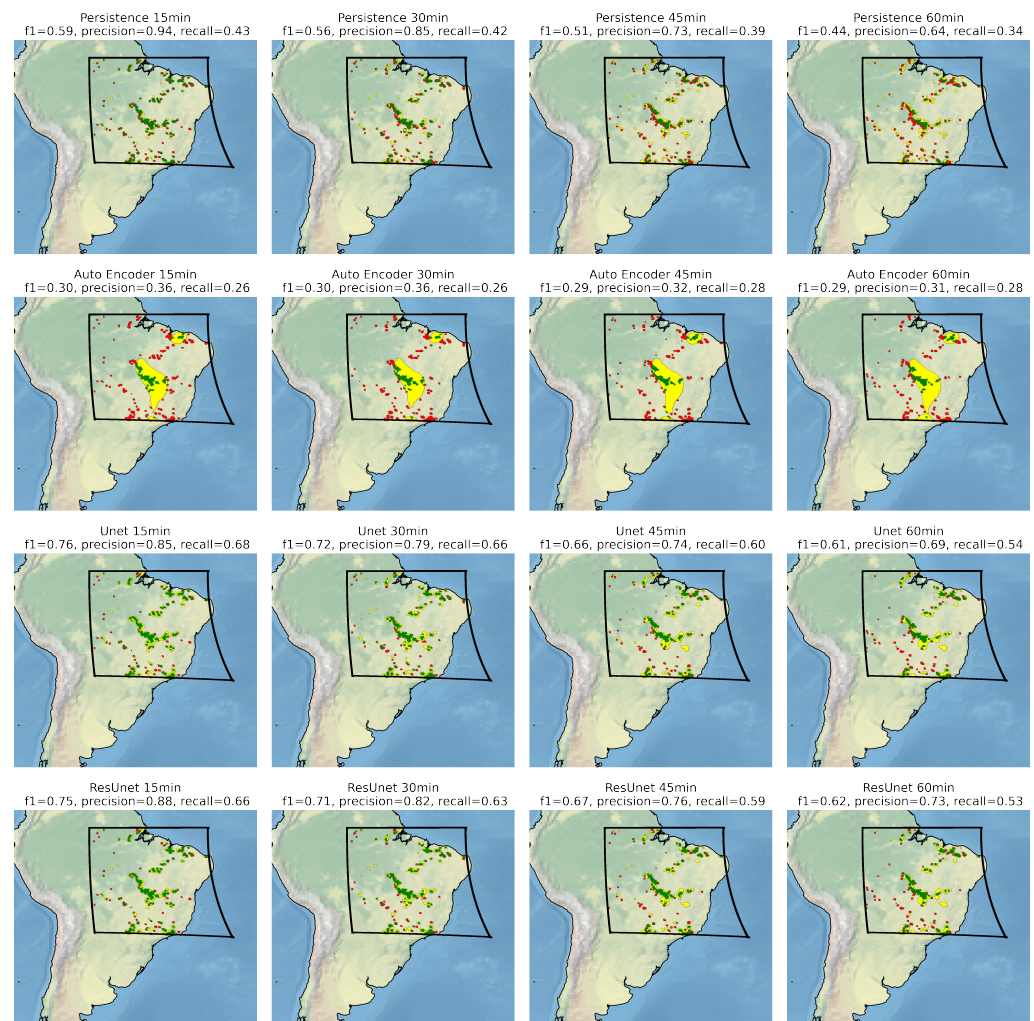 Persistence 15min
f1=0.59, precision=0.94, recall=0.43
Persistence 30min
f1=0.56, precision=0.85, recall=0.42
Persistence 45min
f1=0.51, precision=0.73, recall=0.39
Persistence 60min
f1=0.44, precision=0.64, recall=0.34
Auto Encoder 15min
f1=0.30, precision=0.36, recall=0.26
Auto Encoder 30min
f1=0.30, precision=0.36, recall=0.26
Auto Encoder 45min
f1=0.29, precision=0.32, recall=0.28
Auto Encoder 60min
f1=0.29, precision=0.31, recall=0.28
Unet 15min
f1=0.76, precision=0.85, recall=0.68
Unet 30min
f1=0.72, precision=0.79, recall=0.66
Unet 45min
f1=0.66, precision=0.74, recall=0.60
Unet 60min
f1=0.61, precision=0.69, recall=0.54
ResUnet 15min
f1=0.75, precision=0.88, recall=0.66
ResUnet 30min
f1=0.71, precision=0.82, recall=0.63
ResUnet 45min
f1=0.67, precision=0.76, recall=0.59
ResUnet 60min
f1=0.62, precision=0.73, recall=0.53